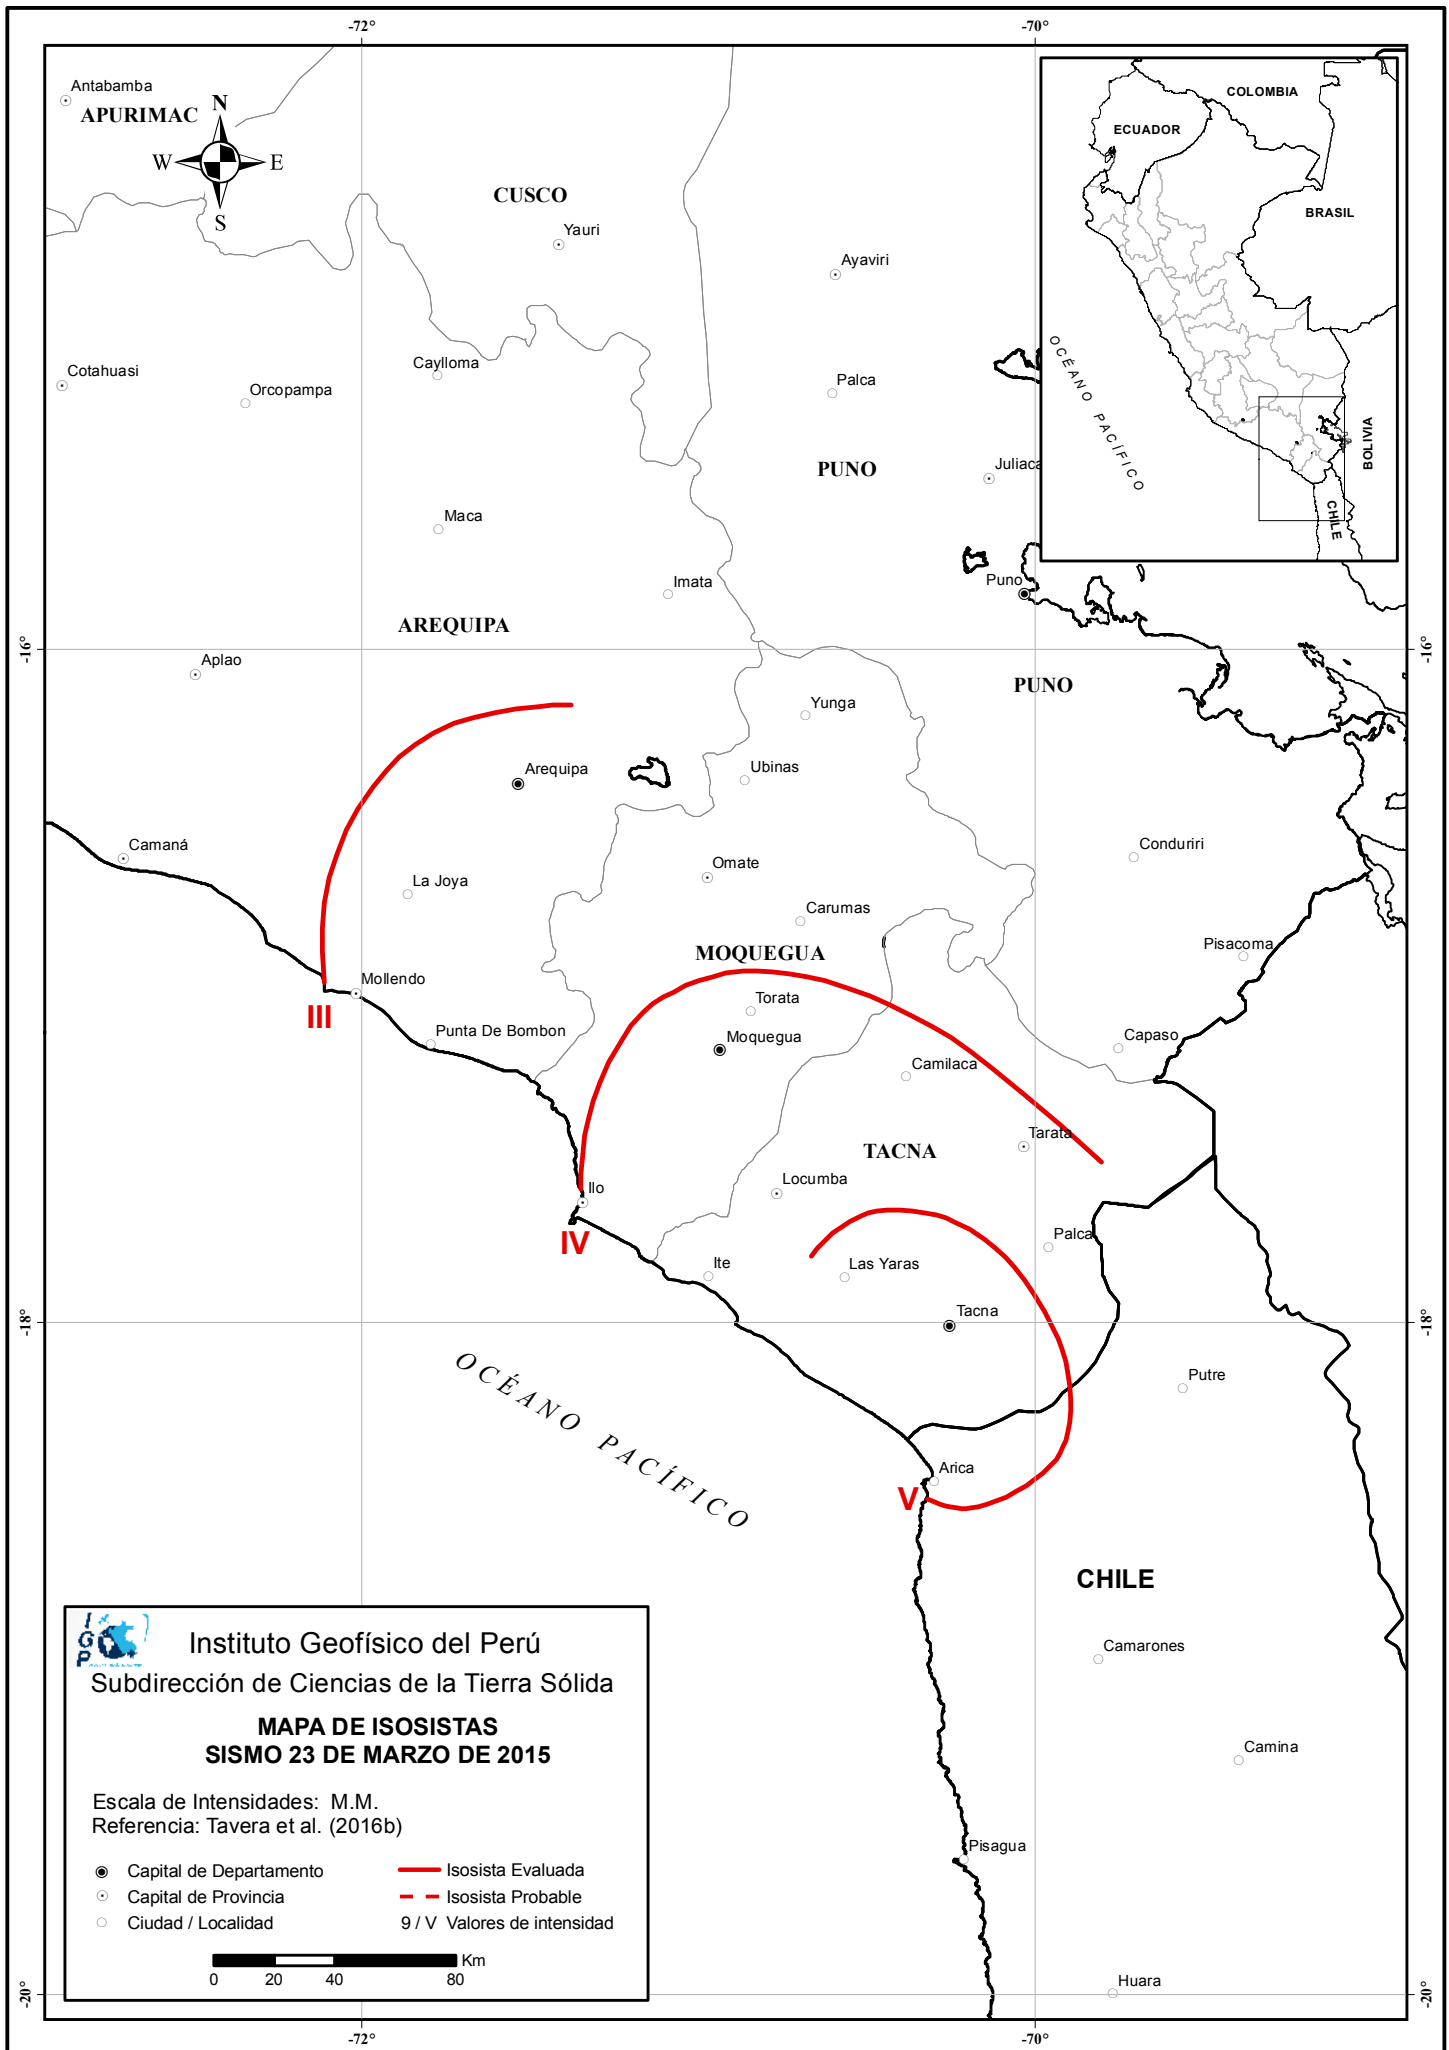 -72°
-70°
Antabamba
APURIMAC
N
W
E
S
CUSCO
Yauri
Ayaviri
COLOMBIA
ECUADOR
BRASIL
OCÉANO PACÍFICO
BOLIVIA
CHILE
Cotahuasi
Orcopampa
Caylloma
Palca
PUNO
Juliaca
Maca
Imata
Puno
AREQUIPA
-16°
-16°
Aplao
PUNO
Yunga
Arequipa
Ubinas
Camaná
Conduriri
La Joya
Omate
Carumas
MOQUEGUA
Pisacoma
Mollendo
III
Torata
Punta De Bombon
Moquegua
Capaso
Camilaca
TACNA
Tarata
Locumba
Ilo
IV
Palca
Ite
Las Yaras
Tacna
-18°
-18°
OCÉANO PACÍFICO
Putre
Arica
V
CHILE
Camarones
Camina
Pisagua
Huara
-20°
-20°
IGP
Instituto Geofísico del Perú
Subdirección de Ciencias de la Tierra Sólida
MAPA DE ISOSISTAS
SISMO 23 DE MARZO DE 2015
Escala de Intensidades: M.M.
Referencia: Tavera et al. (2016b)
Capital de Departamento
Isosista Evaluada
Capital de Provincia
Isosista Probable
Ciudad / Localidad
9 / V Valores de intensidad
Km
0 20 40 80
-72°
-70°